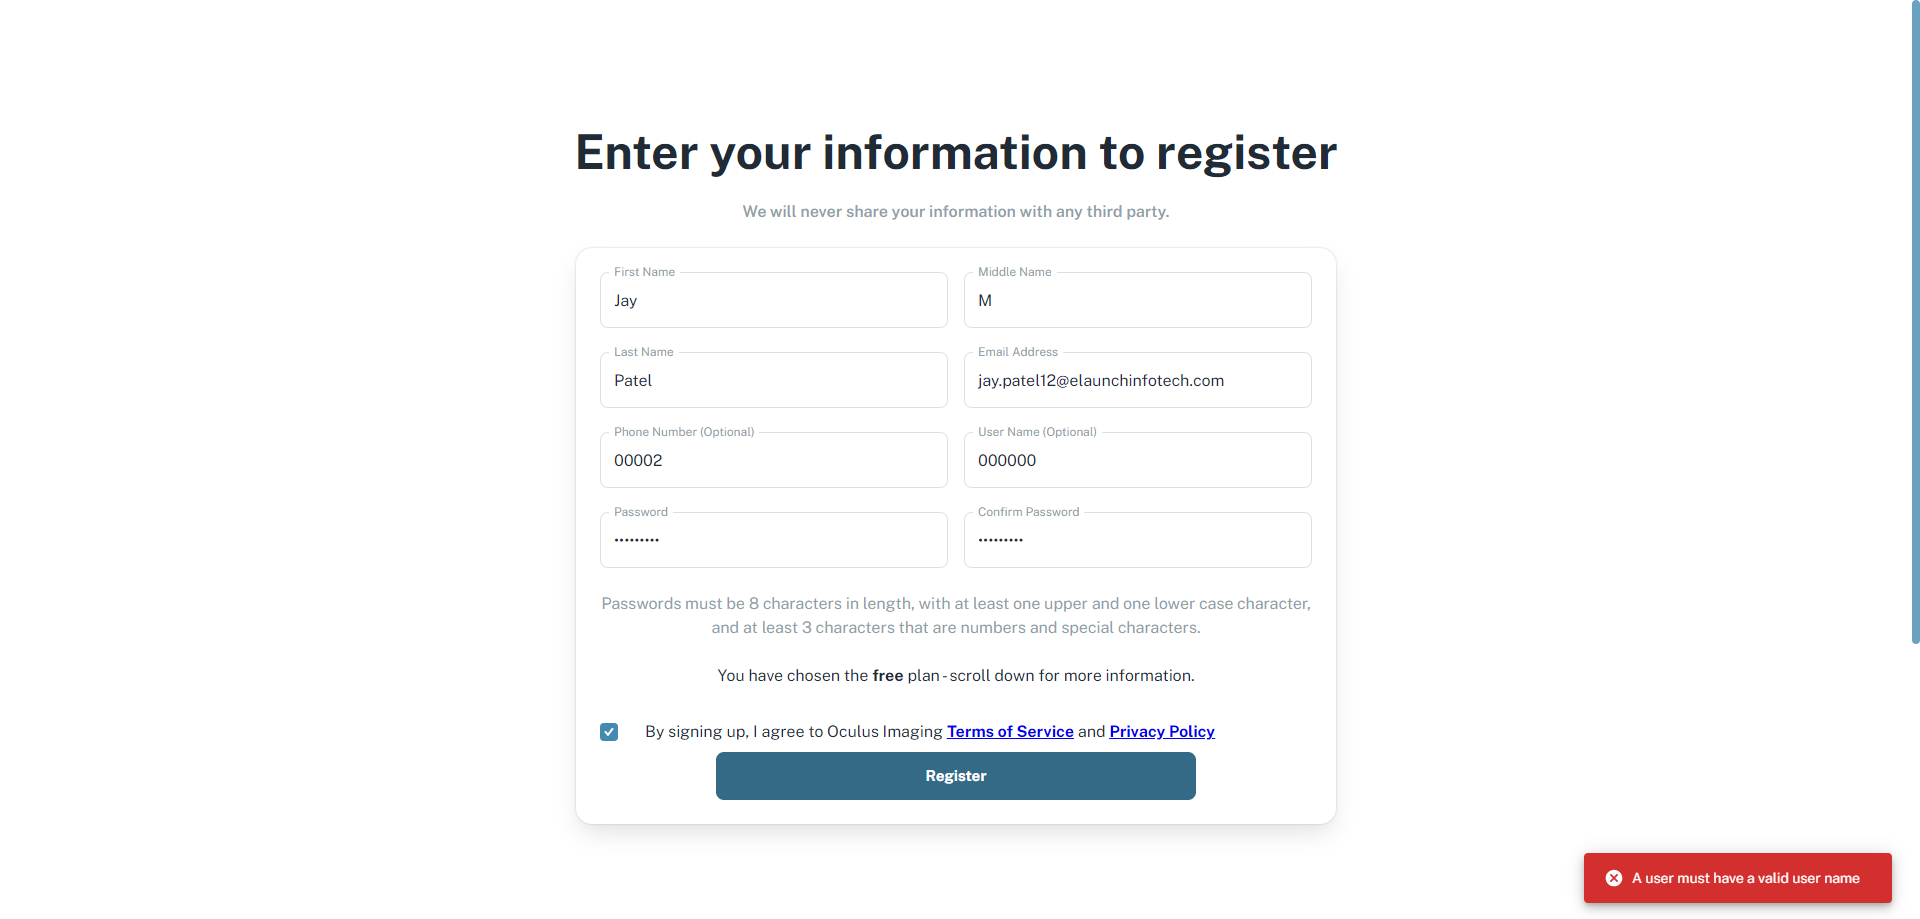 Enter your information to register
We will never share your information with any third party.
First Name
Jay
Middle Name
M
Last Name
Patel
Email Address
jay.patel12@elaunchinfotech.com
Phone Number (Optional)
00002
User Name (Optional)
000000
Password
•••••••••
Confirm Password
•••••••••
Passwords must be 8 characters in length, with at least one upper and one lower case character,
and at least 3 characters that are numbers and special characters.
You have chosen the free plan - scroll down for more information.
By signing up, I agree to Oculus Imaging Terms of Service and Privacy Policy
Register
A user must have a valid user name